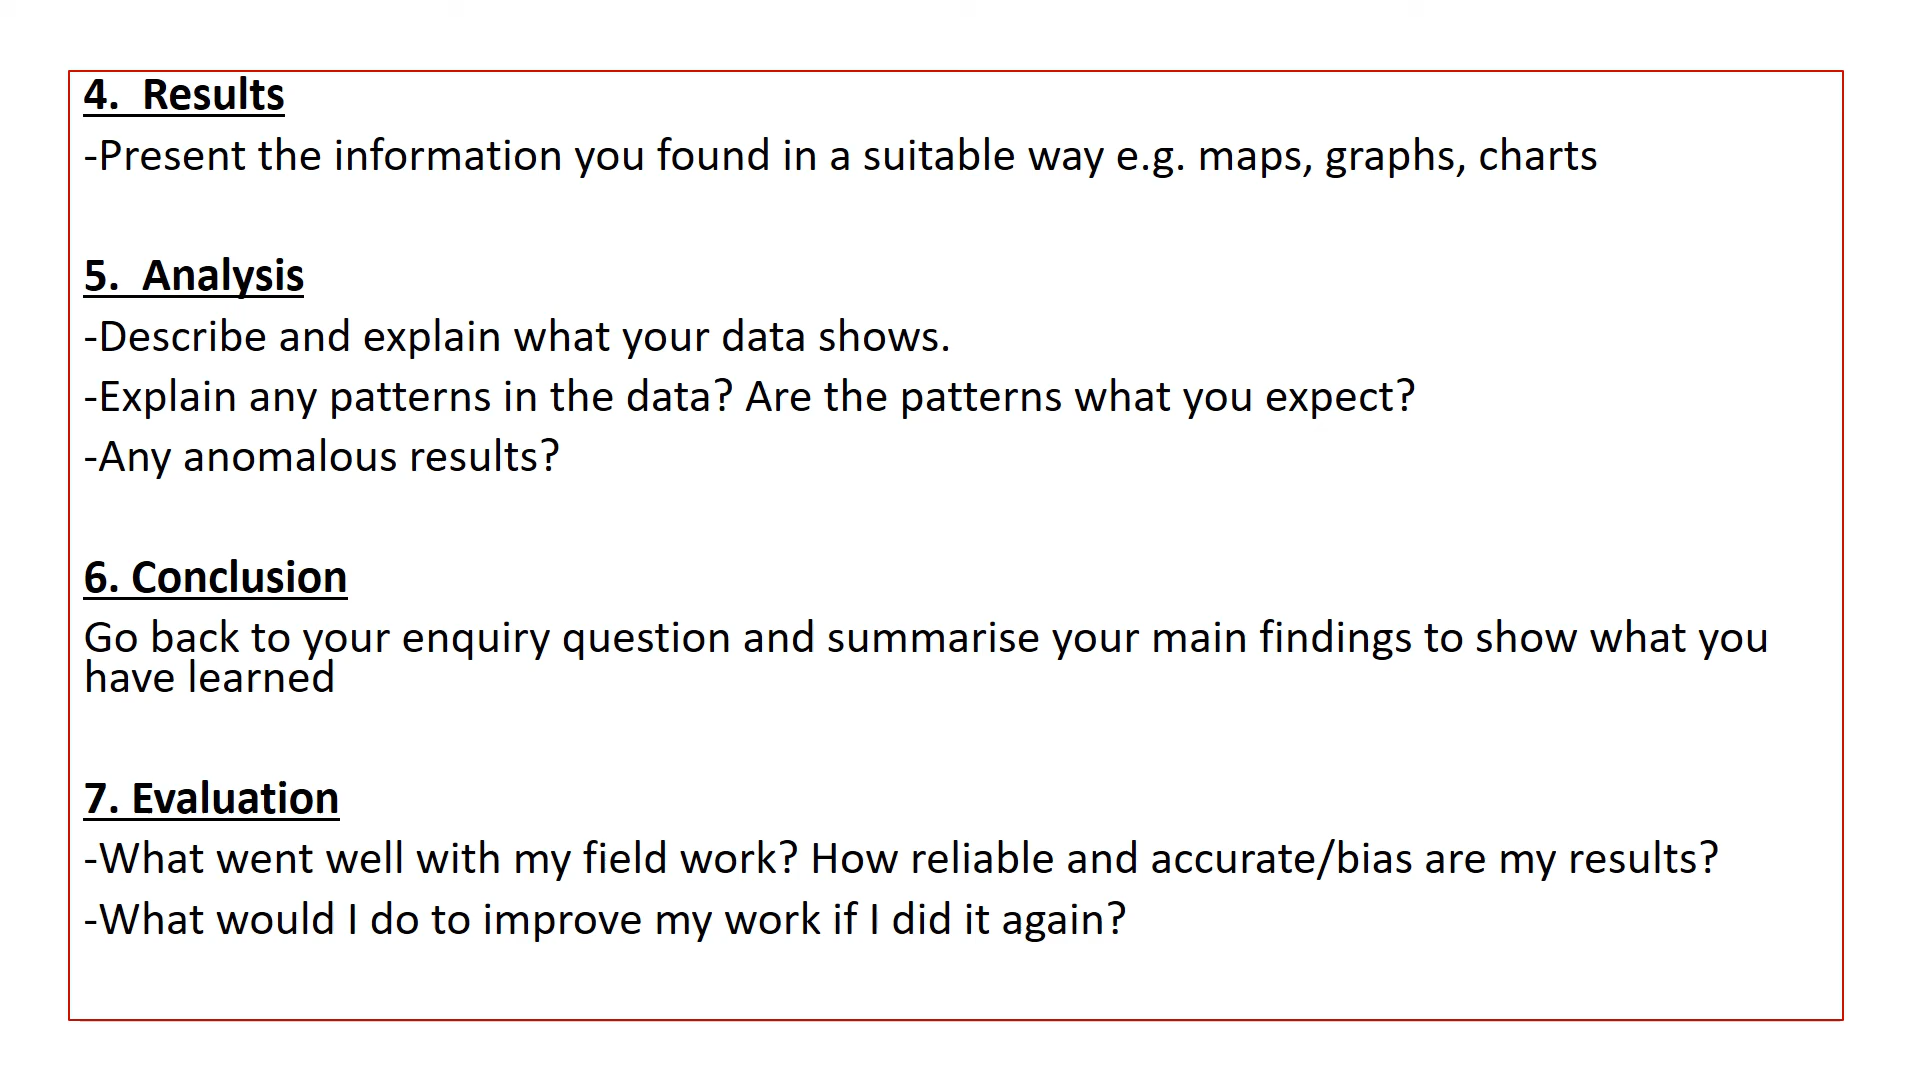 4.  Results
-Present the information you found in a suitable way e.g. maps, graphs, charts
5.  Analysis
-Describe and explain what your data shows.
-Explain any patterns in the data? Are the patterns what you expect?
-Any anomalous results?
6. Conclusion
Go back to your enquiry question and summarise your main findings to show what you
have learned
7. Evaluation
-What went well with my field work? How reliable and accurate/bias are my results?
-What would I do to improve my work if I did it again?